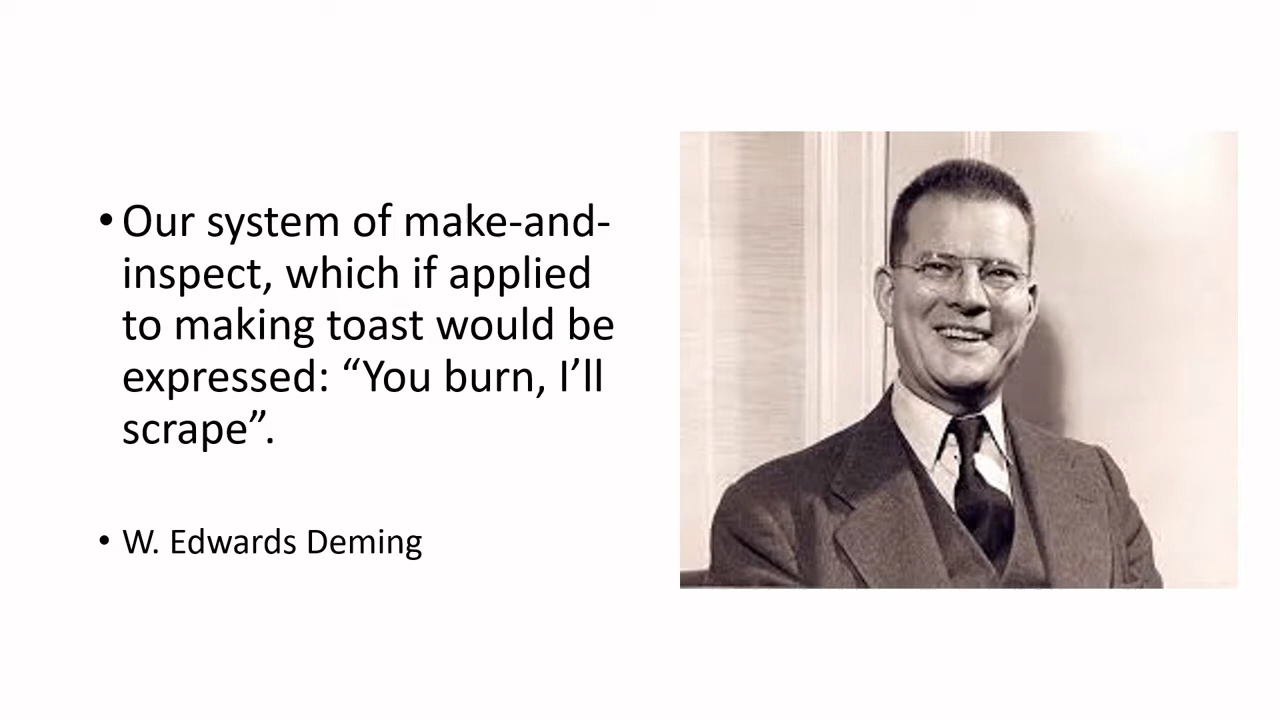 • Our system of make-and-
inspect, which if applied
to making toast would be
expressed: “You burn, I’ll
scrape”.
• W. Edwards Deming